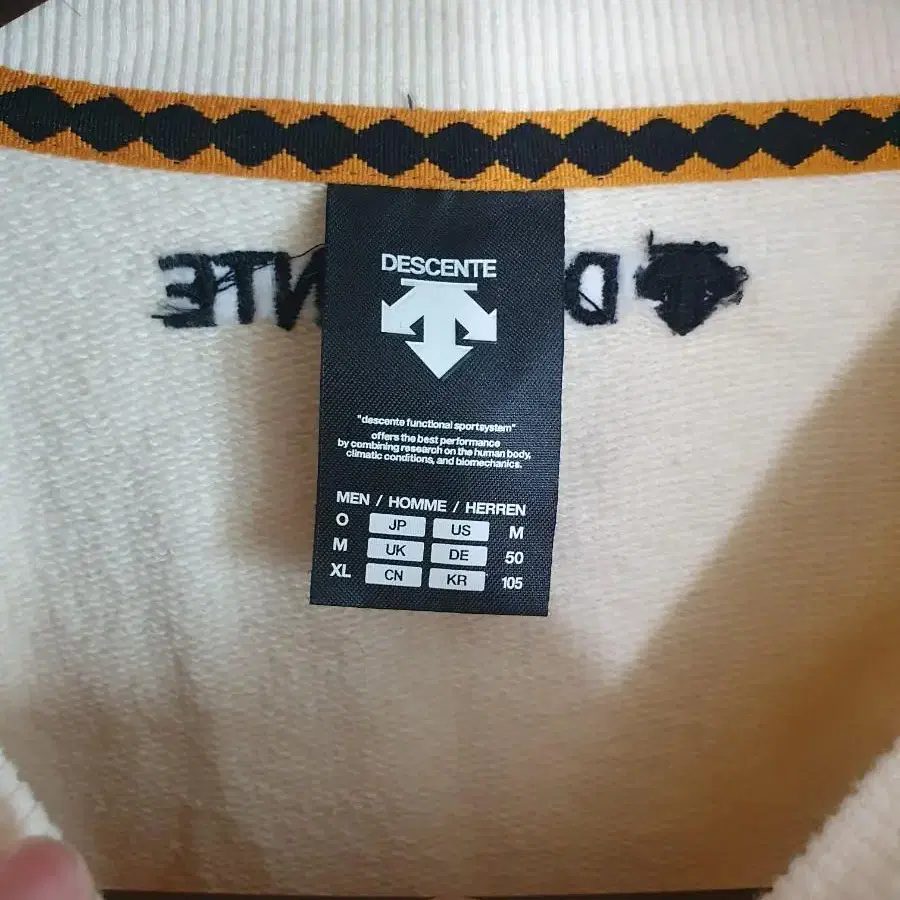 DESCENTE
"descente functional sportsystem"
offers the best performance
by combining research on the human body,
climatic conditions, and biomechanics.
MEN / HOMME / HERREN
O JP US M
M UK DE 50
XL CN KR 105